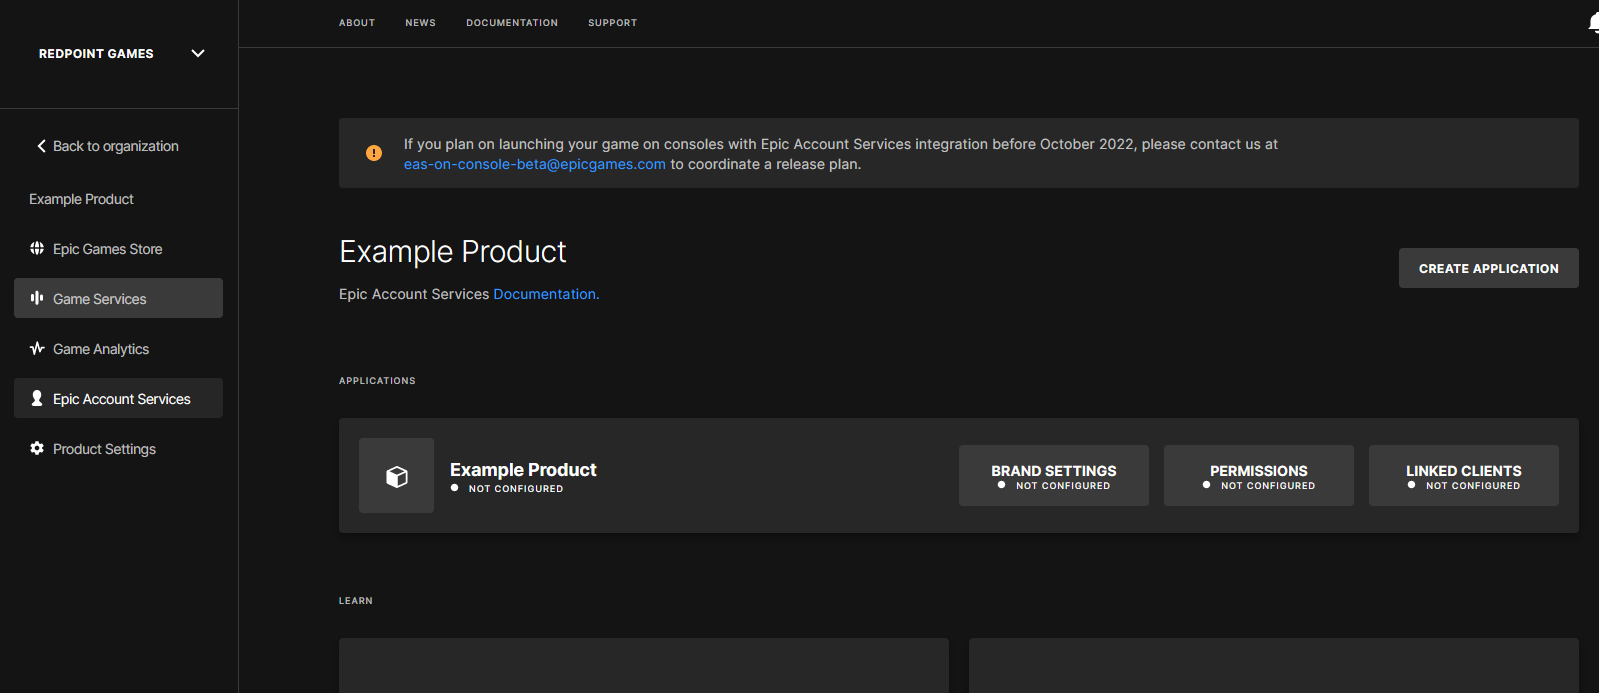 REDPOINT GAMES
ABOUT NEWS DOCUMENTATION SUPPORT
Back to organization
Example Product
Epic Games Store
Game Services
Game Analytics
Epic Account Services
Product Settings
If you plan on launching your game on consoles with Epic Account Services integration before October 2022, please contact us at
eas-on-console-beta@epicgames.com to coordinate a release plan.
Example Product
Epic Account Services Documentation.
CREATE APPLICATION
APPLICATIONS
Example Product
NOT CONFIGURED
BRAND SETTINGS
NOT CONFIGURED
PERMISSIONS
NOT CONFIGURED
LINKED CLIENTS
NOT CONFIGURED
LEARN